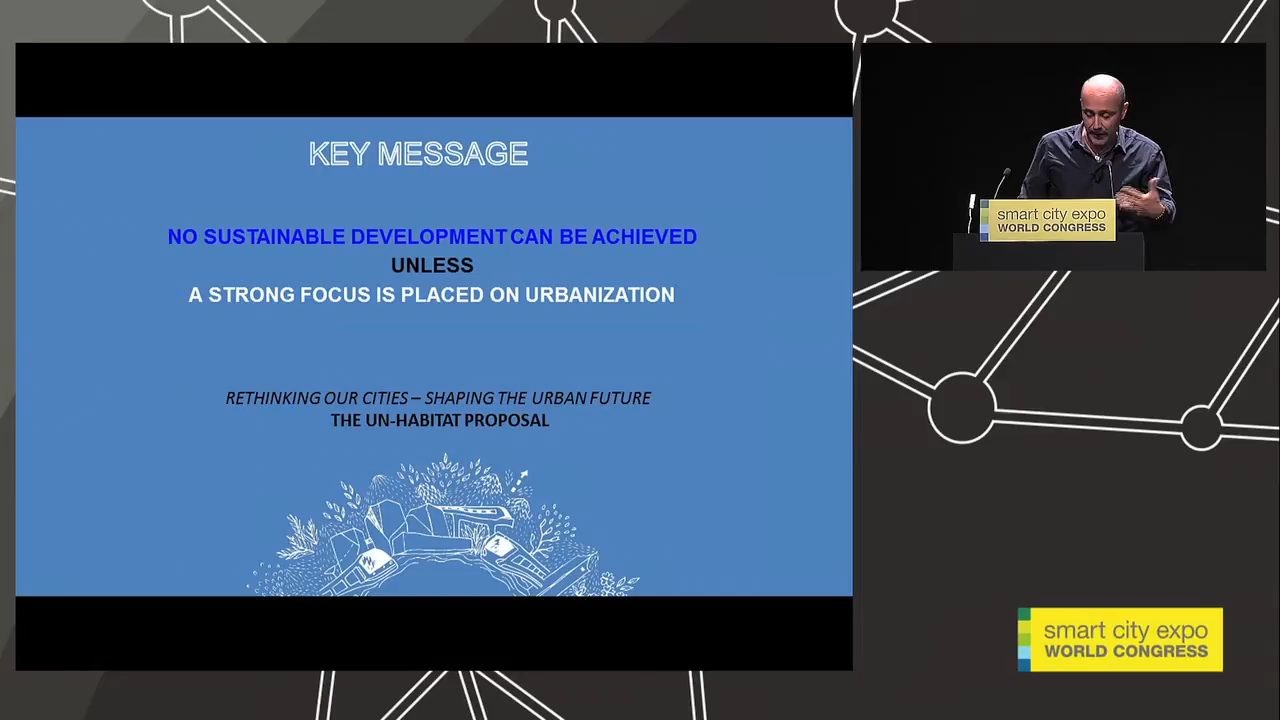 KEY MESSAGE
NO SUSTAINABLE DEVELOPMENT CAN BE ACHIEVED
UNLESS
A STRONG FOCUS IS PLACED ON URBANIZATION
RETHINKING OUR CITIES – SHAPING THE URBAN FUTURE
THE UN-HABITAT PROPOSAL
smart city expo
WORLD CONGRESS
smart city expo
WORLD CONGRESS